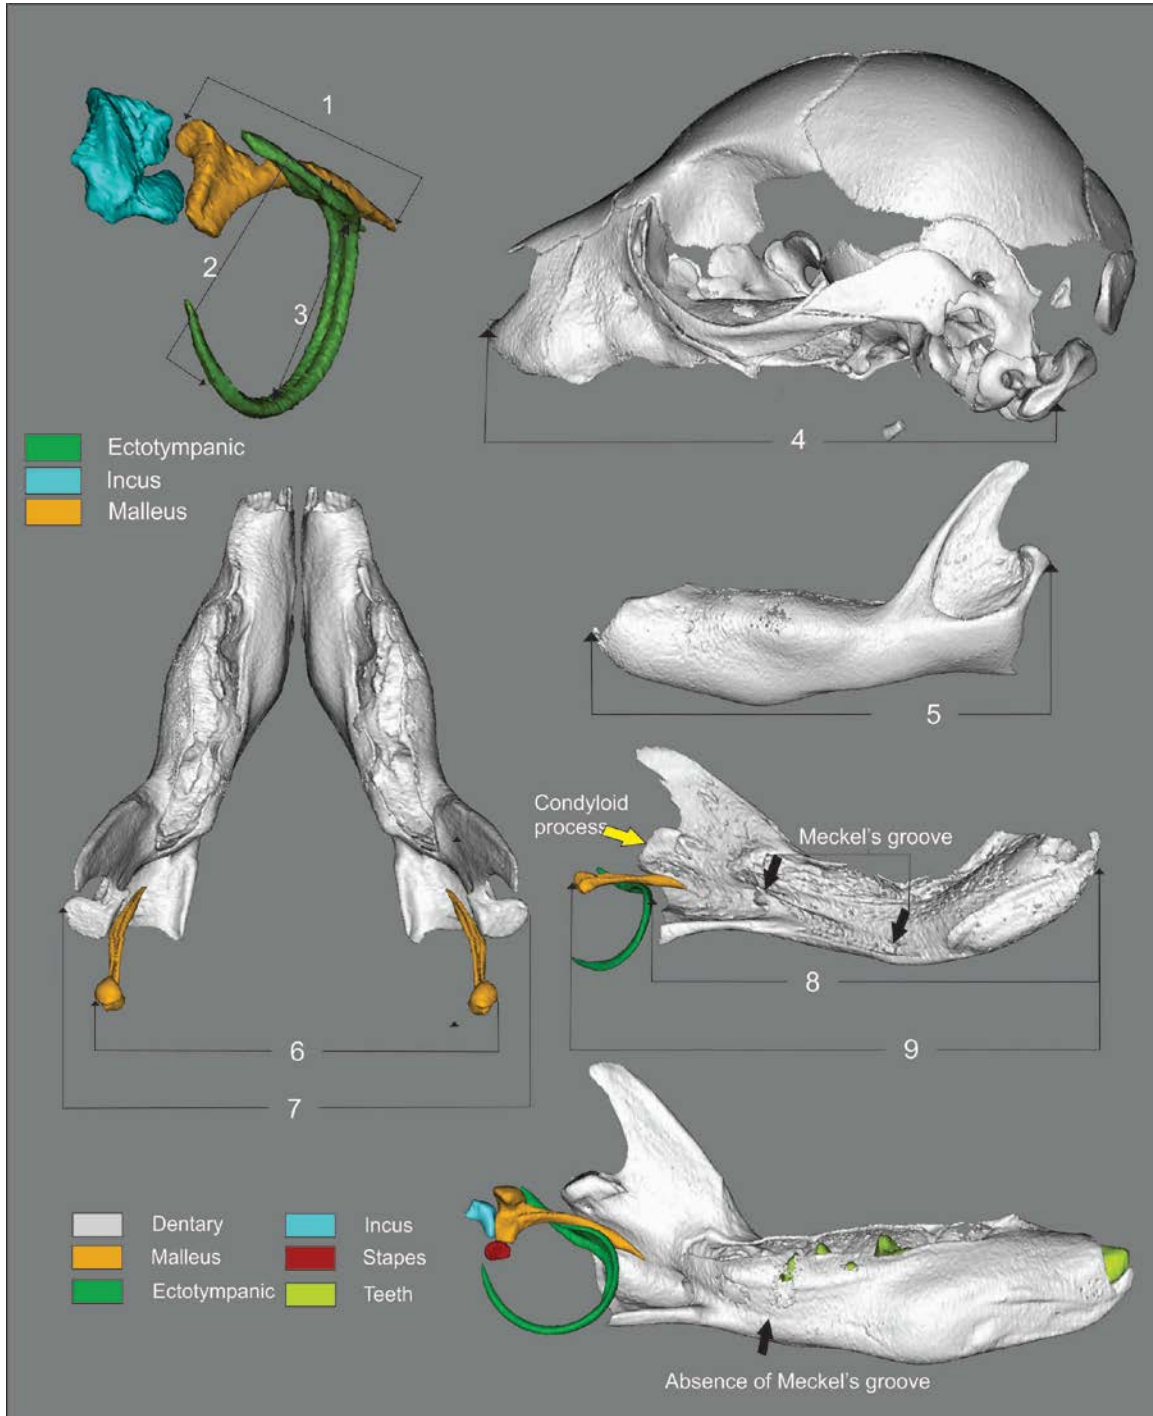 1
2
3
4
Ectotympanic
Incus
Malleus
5
Condyloid
process
Meckel's groove
8
6
9
7
Dentary
Incus
Malleus
Stapes
Ectotympanic
Teeth
Absence of Meckel's groove